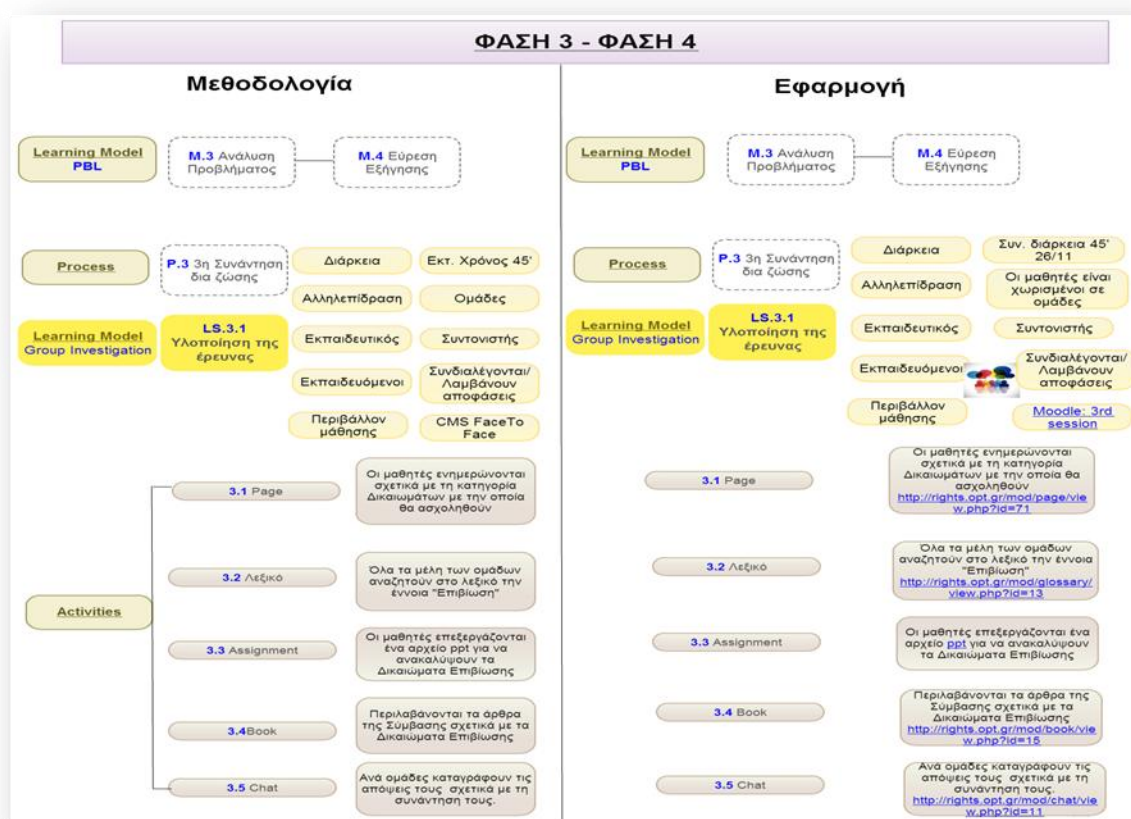 ΦΑΣΗ 3 - ΦΑΣΗ 4
Μεθοδολογία
Learning Model
PBL
Μ.3 Ανάλυση
Προβλήματος
Μ.4 Εύρεση
Εξήγησης
Process
P.3 3η Συνάντηση
δια ζώσης
Διάρκεια
Εκτ. Χρόνος 45'
Αλληλεπίδραση
Ομάδες
Learning Model
Group Investigation
LS.3.1
Υλοποίηση της
έρευνας
Εκπαιδευτικός
Συντονιστής
Εκπαιδευόμενοι
Συνδιαλέγονται/
Λαμβάνουν
αποφάσεις
Περιβάλλον
μάθησης
CMS FaceTo
Face
Activities
3.1 Page
Οι μαθητές ενημερώνονται
σχετικά με τη κατηγορία
Δικαιωμάτων με την οποία
θα ασχοληθούν
3.2 Λεξικό
Όλα τα μέλη των ομάδων
αναζητούν στο λεξικό την
έννοια "Επιβίωση"
3.3 Assignment
Οι μαθητές επεξεργάζονται
ένα αρχείο ppt για να
ανακαλύψουν τα
Δικαιώματα Επιβίωσης
3.4Book
Περιλαβάνονται τα άρθρα
της Σύμβασης σχετικά με τα
Δικαιώματα Επιβίωσης
3.5 Chat
Ανά ομάδες καταγράφουν τις
απόψεις τους σχετικά με τη
συνάντηση τους.
Εφαρμογή
Learning Model
PBL
Μ.3 Ανάλυση
Προβλήματος
Μ.4 Εύρεση
Εξήγησης
Process
P.3 3η Συνάντηση
δια ζώσης
Διάρκεια
Συν. διάρκεια 45'
26/11
Αλληλεπίδραση
Οι μαθητές είναι
χωρισμένοι σε
ομάδες
Learning Model
Group Investigation
LS.3.1
Υλοποίηση της
έρευνας
Εκπαιδευτικός
Συντονιστής
Εκπαιδευόμενοι
Συνδιαλέγονται/
Λαμβάνουν
αποφάσεις
Περιβάλλον
μάθησης
Moodle: 3rd
session
3.1 Page
Οι μαθητές ενημερώνονται
σχετικά με τη κατηγορία
Δικαιωμάτων με την οποία θα
ασχοληθούν
http://rights.opt.gr/mod/page/vie
w.php?id=71
3.2 Λεξικό
Όλα τα μέλη των ομάδων
αναζητούν στο λεξικό την έννοια
"Επιβίωση"
http://rights.opt.gr/mod/glossary/
view.php?id=13
3.3 Assignment
Οι μαθητές επεξεργάζονται ένα
αρχείο ppt για να ανακαλύψουν
τα Δικαιώματα Επιβίωσης
3.4 Book
Περιλαβάνονται τα άρθρα της
Σύμβασης σχετικά με τα
Δικαιώματα Επιβίωσης
http://rights.opt.gr/mod/book/vie
w.php?id=15
3.5 Chat
Ανά ομάδες καταγράφουν τις
απόψεις τους σχετικά με τη
συνάντηση τους.
http://rights.opt.gr/mod/chat/vie
w.php?id=11